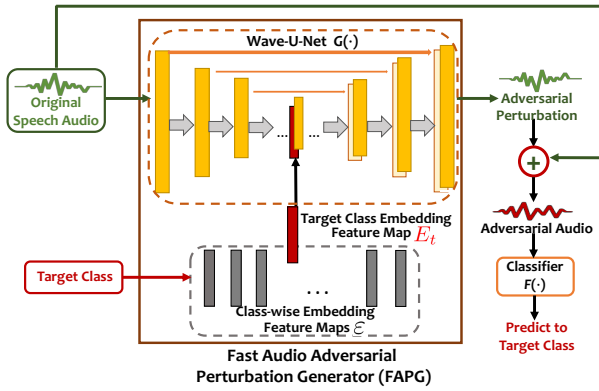 Wave-U-Net G(·)
Original
Speech Audio
... ...
Adversarial
Perturbation
+
Target Class Embedding
Feature Map E_t
Adversarial Audio
Target Class
...
Classifier
F(·)
Class-wise Embedding
Feature Maps ℰ
Predict to
Target Class
Fast Audio Adversarial
Perturbation Generator (FAPG)